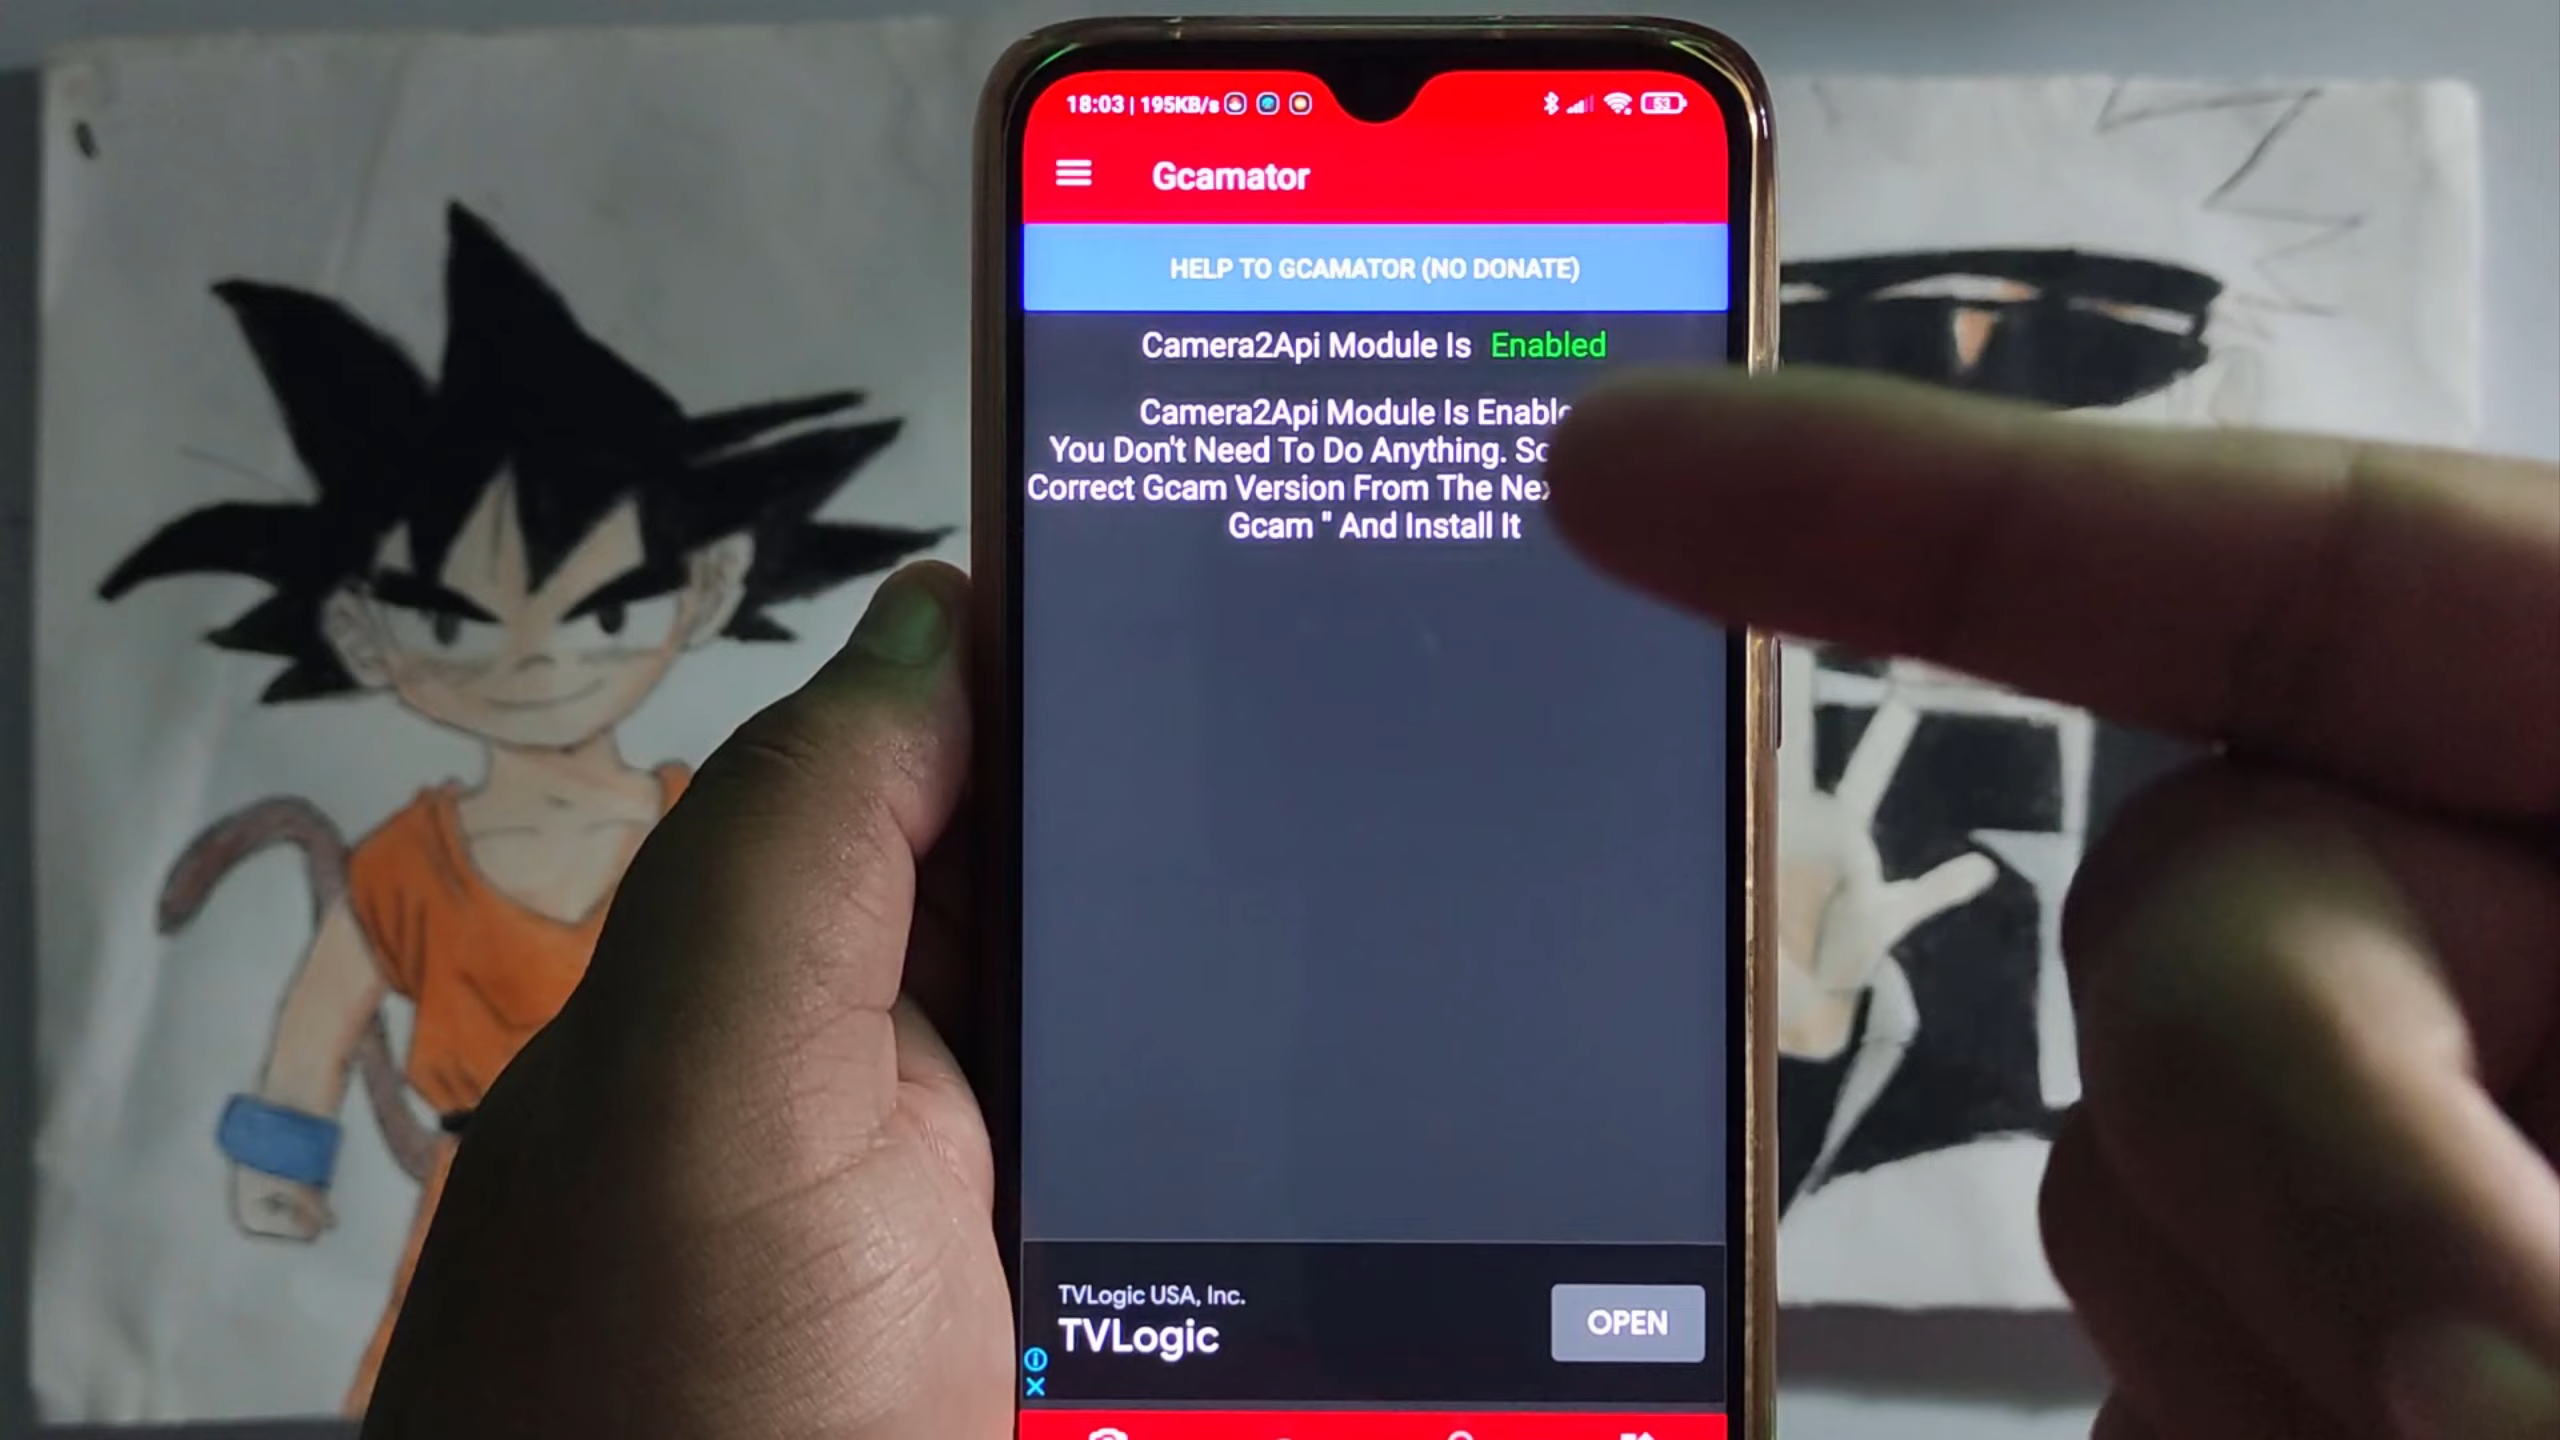 18:03 | 195KB/s
53
Gcamator
HELP TO GCAMATOR (NO DONATE)
Camera2Api Module Is Enabled
Camera2Api Module Is
You Don't Need To Do Anything.
Correct Gcam Version From The
Gcam " And Install It
TVLogic USA, Inc.
TVLogic
OPEN